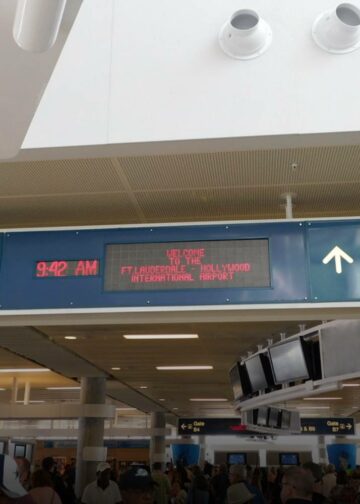 9:42 AM
WELCOME
TO THE
FT.LAUDERDALE - HOLLYWOOD
INTERNATIONAL AIRPORT